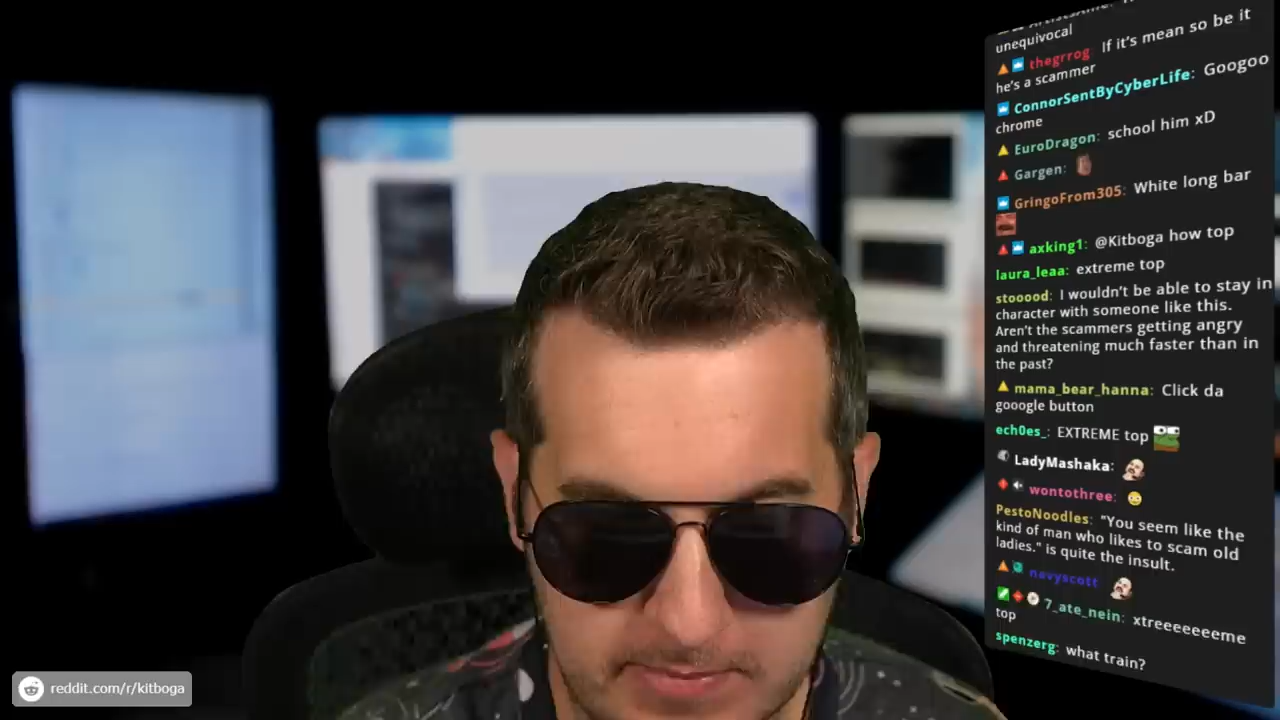 unequivocal
thegrrog If it's mean so be it
he's a scammer
ConnorSentByCyberLife: Googoo
chrome
EuroDragon: school him xD
Gargen:
GringoFrom305: White long bar
axking1: @Kitboga how top
laura_leaa: extreme top
stooood: I wouldn't be able to stay in
character with someone like this.
Aren't the scammers getting angry
and threatening much faster than in
the past?
mama_bear_hanna: Click da
gooogle button
ech0es_: EXTREME top
LadyMashaka:
wontothree:
PestoNoodles: "You seem like the
kind of man who likes to scam old
ladies." is quite the insult.
navyscott
7_ate_nein: xtreeeeeeeme
top
spenzerg: what train?
reddit.com/r/kitboga